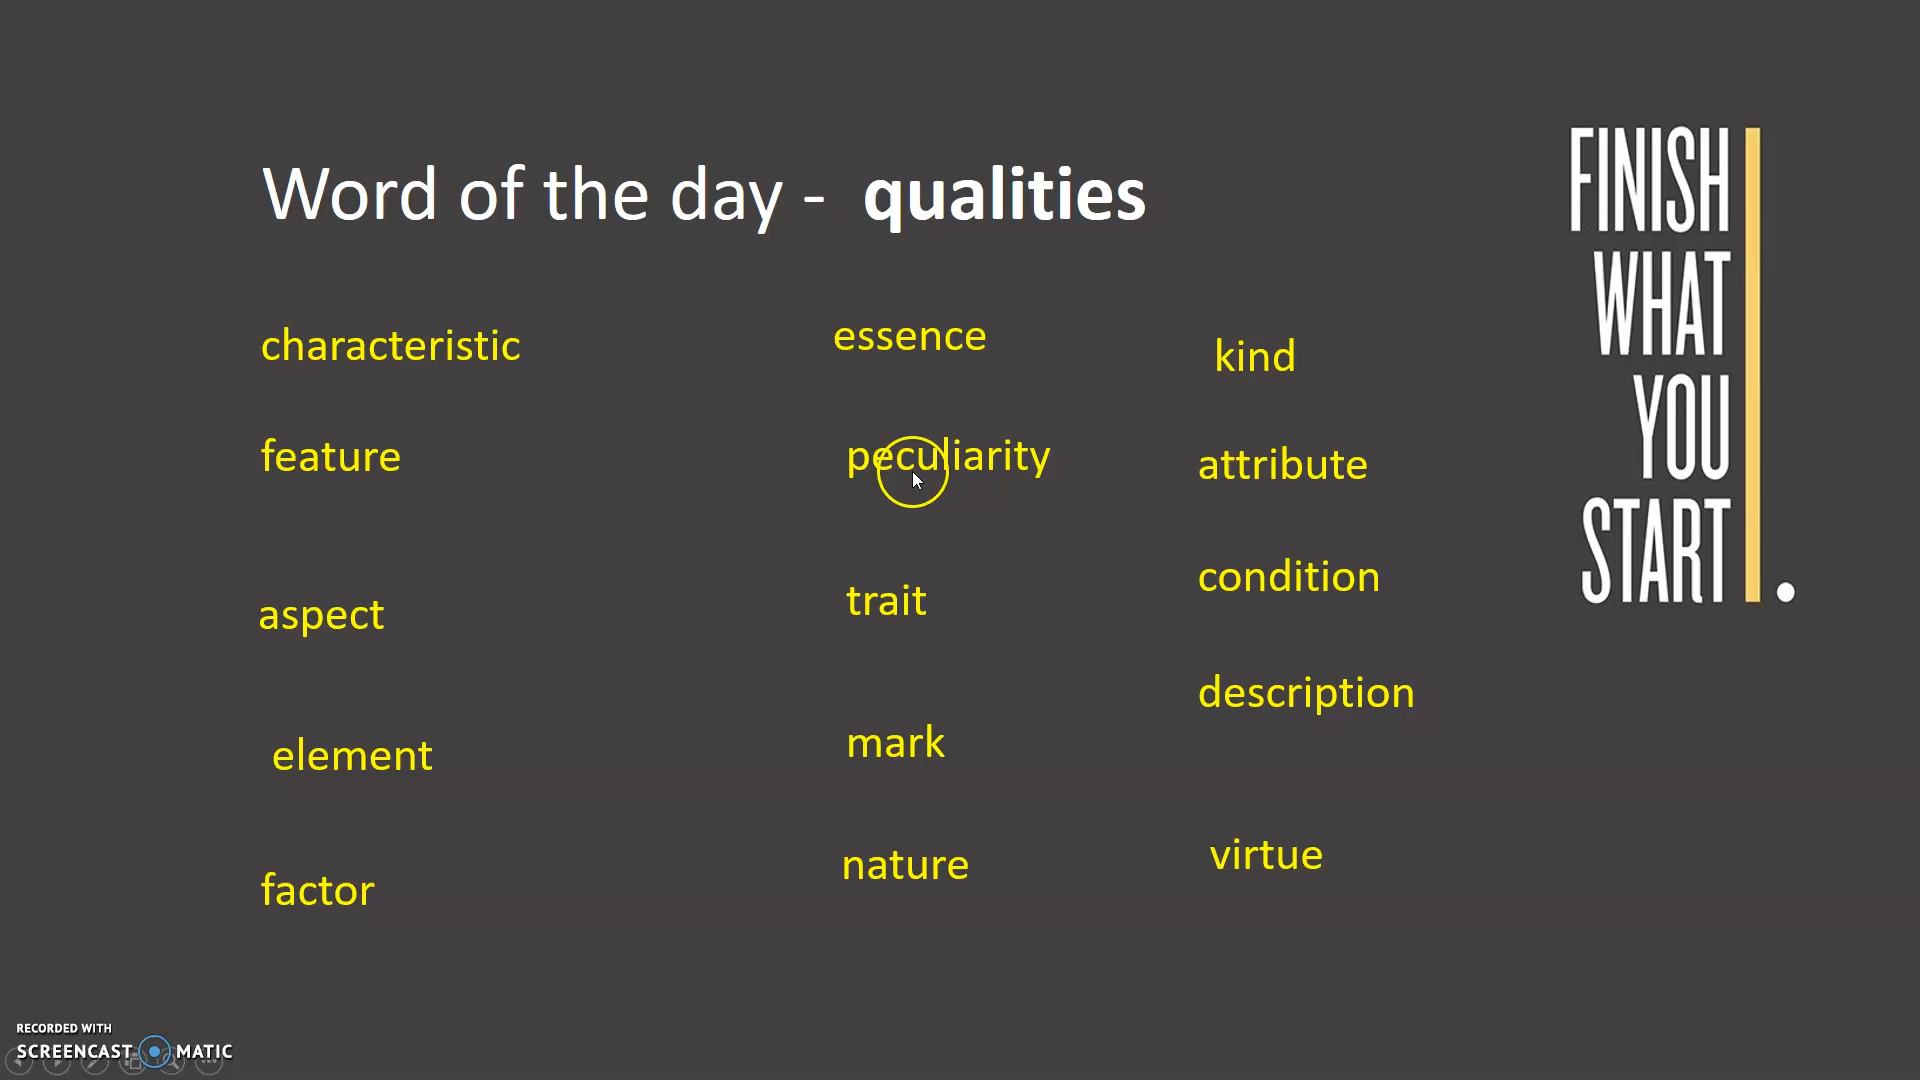 Word of the day - qualities
characteristic
feature
aspect
element
factor
essence
peculiarity
trait
mark
nature
kind
attribute
condition
description
virtue
FINISH
WHAT
YOU
START.
RECORDED WITH
SCREENCAST MATIC